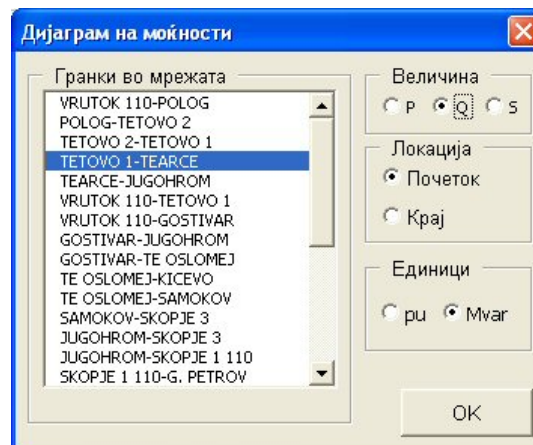 Дијаграм на моќности
Гранки во мрежата
VRUTOK 110-POLOG
POLOG-TETOVO 2
TETOVO 2-TETOVO 1
TETOVO 1-TEARCE
TEARCE-JUGOHROM
VRUTOK 110-TETOVO 1
VRUTOK 110-GOSTIVAR
GOSTIVAR-JUGOHROM
GOSTIVAR-TE OSLOMEJ
TE OSLOMEJ-KICEVO
TE OSLOMEJ-SAMOKOV
SAMOKOV-SKOPJE 3
JUGOHROM-SKOPJE 3
JUGOHROM-SKOPJE 1 110
SKOPJE 1 110-G. PETROV
Величина
P Q S
Локација
Почеток
Крај
Единици
pu Mvar
OK